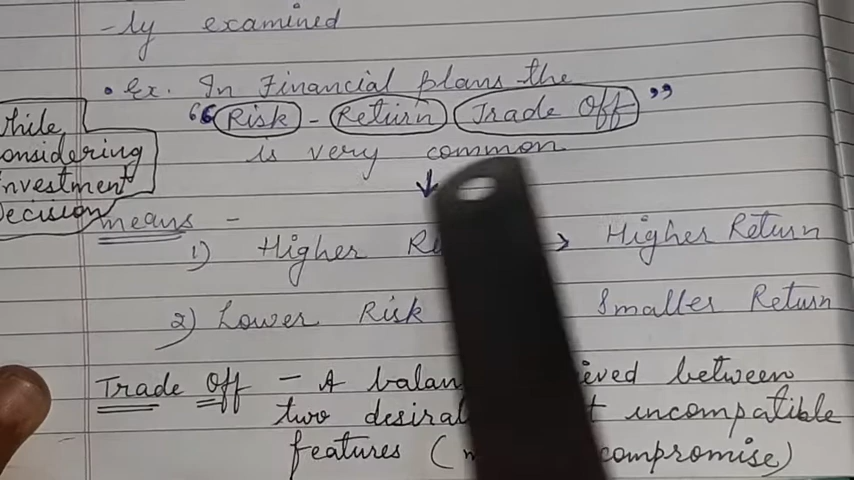 -ly examined
• Ex. In Financial plans the
"Risk - Return Trade Off"
is very common
While
Considering
Investment
Decision
means -
1) Higher > Higher Return
2) Lower Risk Smaller Return
Trade Off - A between
two incompatible
features ( compromise)